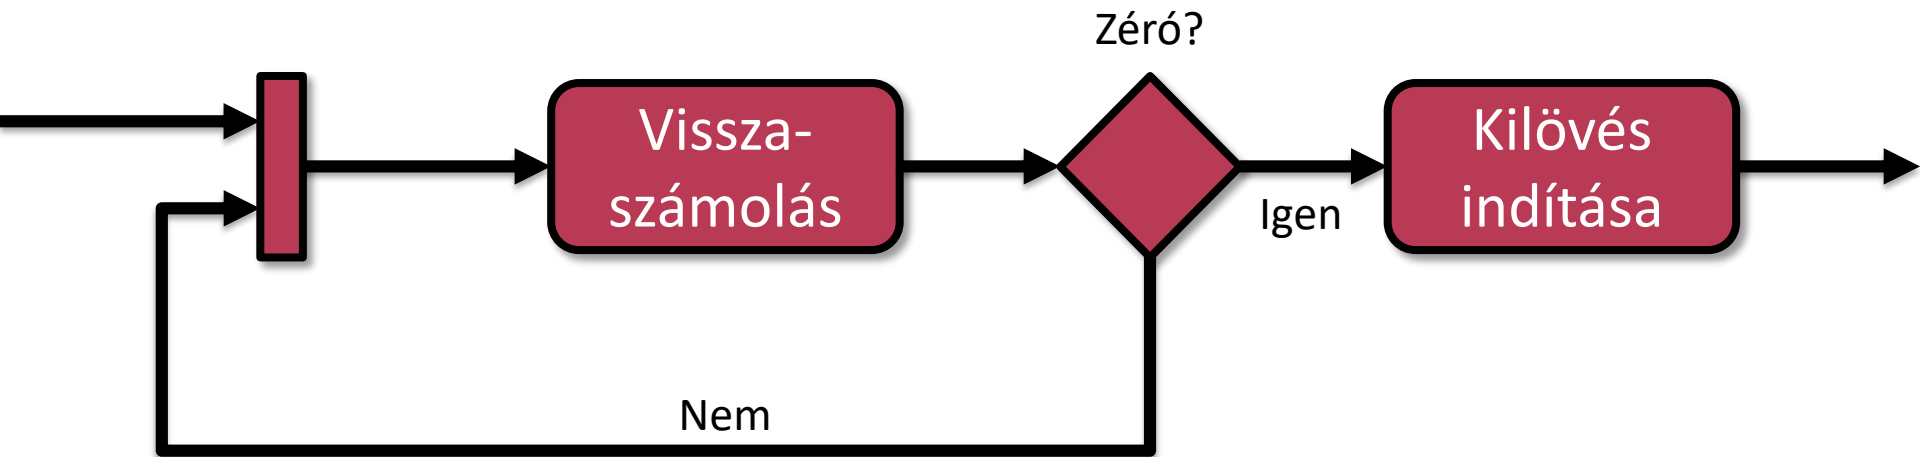 Zéró?
Vissza-
számolás
Kilövés
indítása
Igen
Nem